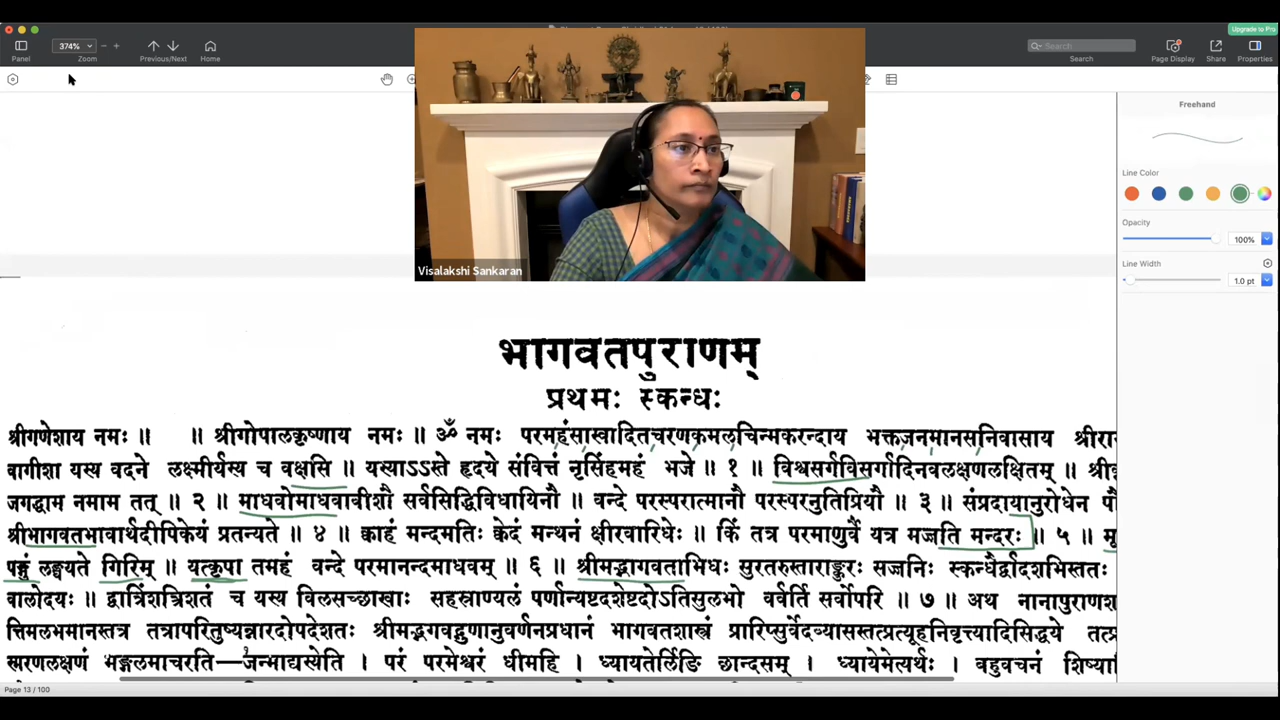 Upgrade to Pro
374%
Search
Panel
Zoom
Previous/Next
Home
Search
Page Display
Share
Properties
Freehand
Line Color
Opacity
100%
Line Width
1.0 pt
Visalakshi Sankaran
भागवतपुराणम्
प्रथमः स्कन्धः
श्रीगणेशाय नमः ॥ ॥ श्रीगोपालकृष्णाय नमः ॥ ॐ नमः परमहंसास्वादितचरणकमलचिन्मकरन्दाय भक्तजनमानसनिवासाय श्रीरा
वागीशा यस्य वदने लक्ष्मीर्यस्य च वक्षसि ॥ यस्याऽऽस्ते हृदये संवित्तं नृसिंहमहं भजे ॥ १ ॥ विश्वसर्गविसर्गादिनवलक्षणलक्षितम् ॥
जगद्धाम नमाम तत् ॥ २ ॥ माधवोमाधवावीशौ सर्वसिद्धिविधायिनौ ॥ वन्दे परस्परात्मानौ परस्परनुतिप्रियौ ॥ ३ ॥ संप्रदायानुरोधेन
श्रीभागवतभावार्थदीपिकेयं प्रतन्यते ॥ ४ ॥ क्काहं मन्दमतिः क्केदं मन्थनं क्षीरवारिधेः ॥ किं तत्र परमाणुर्वै यत्र मज्जति मन्दरः ॥ ५ ॥
पङ्गुं लङ्घयते गिरिम् ॥ यत्कृपा तमहं वन्दे परमानन्दमाधवम् ॥ ६ ॥ श्रीमद्भागवताभिधः सुरतरुस्ताराङ्कुरः सज्जनिः स्कन्धैर्द्वादशभिस्ततः
वालोदयः ॥ द्वात्रिंशत्रिशतं च यस्य विलसच्छाखाः सहस्राण्यलं पर्णान्यष्टदशेष्टदोऽतिसुलभो वर्वर्ति सर्वोपरि ॥ ७ ॥ अथ नानापुराणश
त्तिमलभमानस्तत्र तत्रापरितुष्यन्नारदोपदेशतः श्रीमद्भगवद्गुणानुवर्णनप्रधानं भागवतशास्त्रं प्रारिप्सुर्वेदव्यासस्तत्प्रत्यूहनिवृत्त्यादिसिद्धये तत्प्र
स्मरणलक्षणं मङ्गलमाचरति—जन्माद्यस्येति । परं परमेश्वरं धीमहि । ध्यायतेर्लिङि छान्दसम् । ध्यायेमेत्यर्थः । वहुवचनं शिष्या
Page 13 / 100